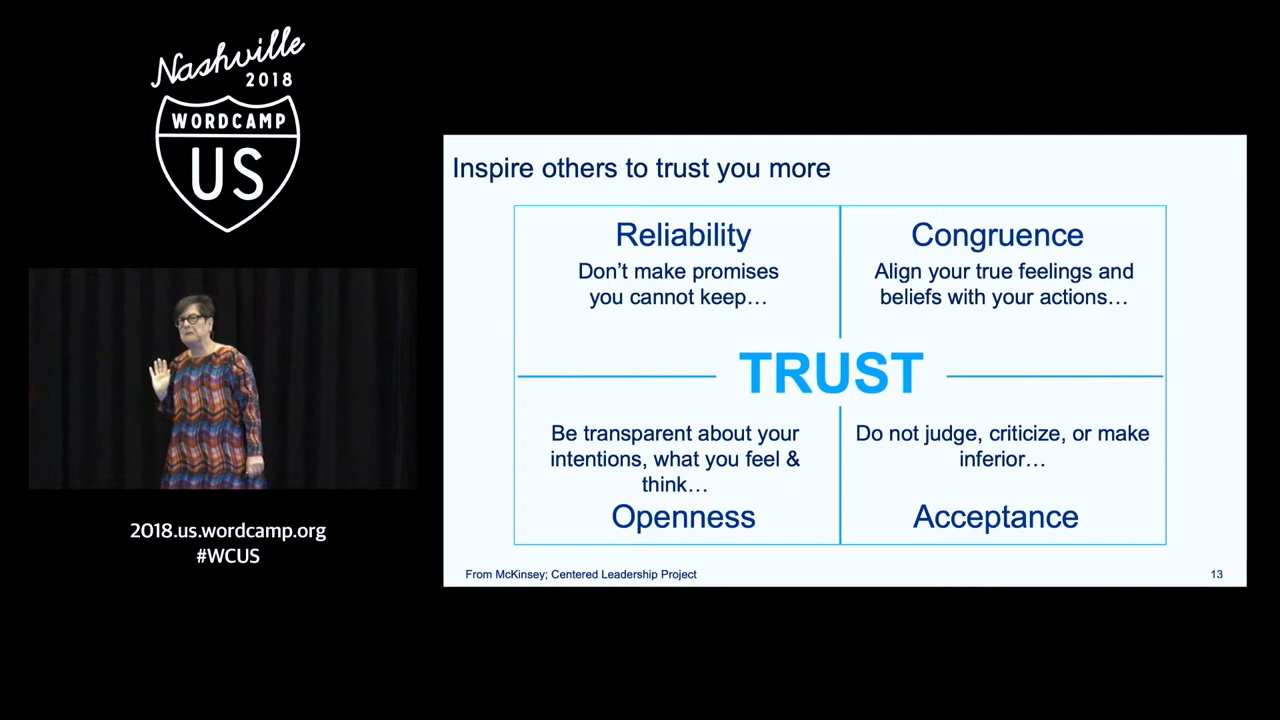 Nashville
2018
WORDCAMP
US
2018.us.wordcamp.org
#WCUS
Inspire others to trust you more
Reliability
Don’t make promises
you cannot keep…
Congruence
Align your true feelings and
beliefs with your actions…
TRUST
Be transparent about your
intentions, what you feel &
think…
Openness
Do not judge, criticize, or make
inferior…
Acceptance
From McKinsey; Centered Leadership Project
13